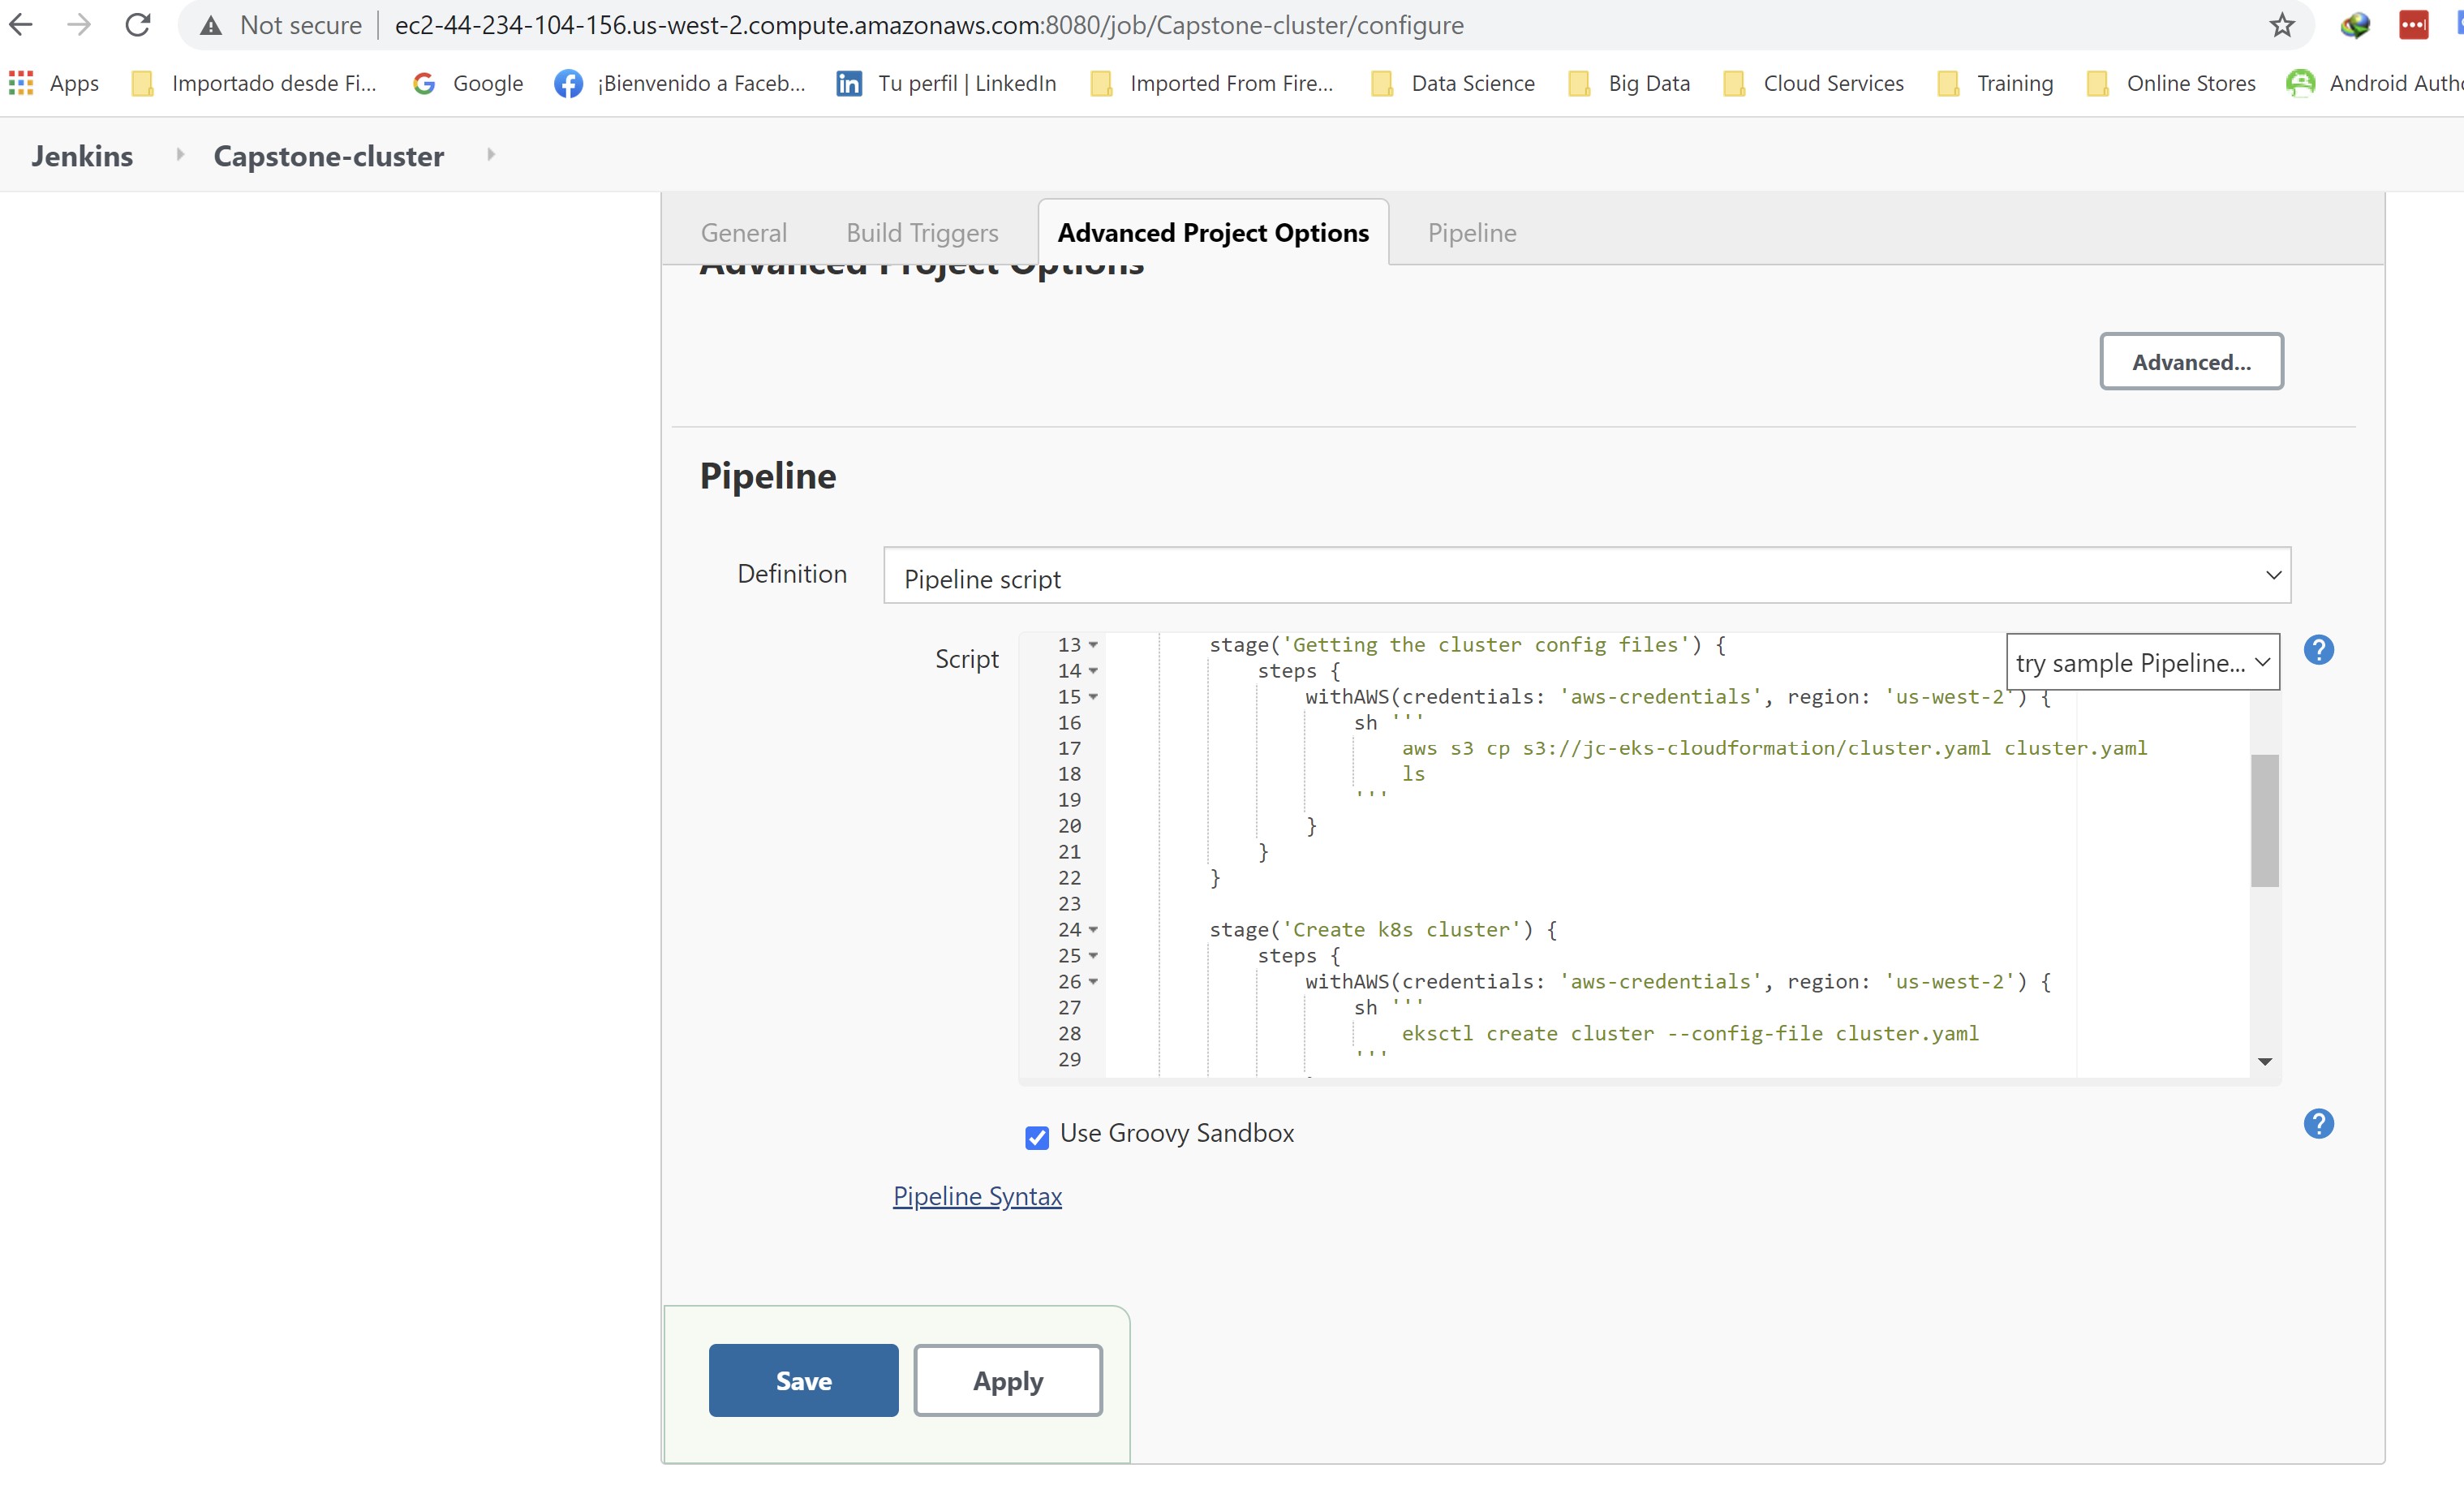 Not secure ec2-44-234-104-156.us-west-2.compute.amazonaws.com:8080/job/Capstone-cluster/configure
Apps Importado desde Fi... Google ¡Bienvenido a Faceb... Tu perfil | LinkedIn Imported From Fire... Data Science Big Data Cloud Services Training Online Stores Android Autho
Jenkins Capstone-cluster
General Build Triggers Advanced Project Options Pipeline
Advanced Project Options
Advanced...
Pipeline
Definition Pipeline script
Script
try sample Pipeline...
13 stage('Getting the cluster config files') {
14 steps {
15 withAWS(credentials: 'aws-credentials', region: 'us-west-2') {
16 sh '''
17 aws s3 cp s3://jc-eks-cloudformation/cluster.yaml cluster.yaml
18 ls
19 '''
20 }
21 }
22 }
23
24 stage('Create k8s cluster') {
25 steps {
26 withAWS(credentials: 'aws-credentials', region: 'us-west-2') {
27 sh '''
28 eksctl create cluster --config-file cluster.yaml
29 '''
Use Groovy Sandbox
Pipeline Syntax
Save Apply